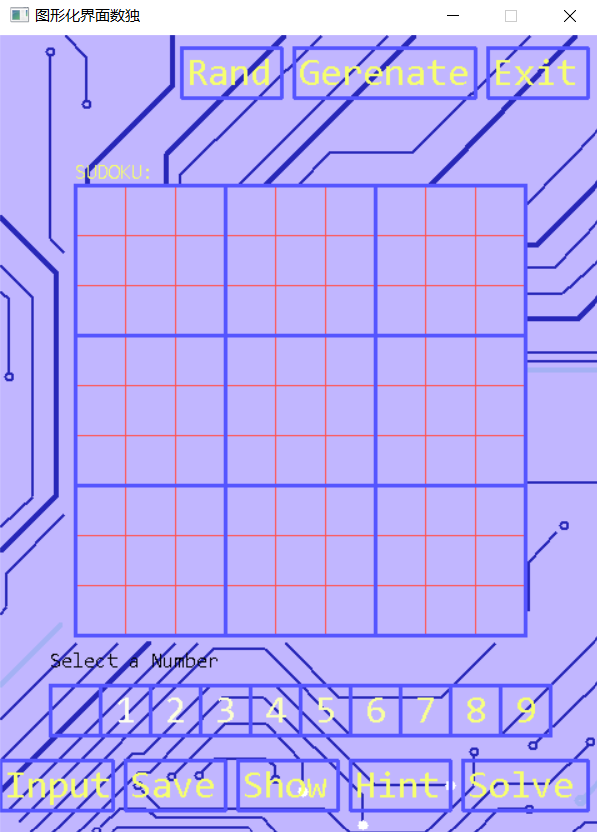 图形化界面数独
Rand Gerenate Exit
SUDOKU:
Select a Number
1 2 3 4 5 6 7 8 9
Input Save Show Hint Solve